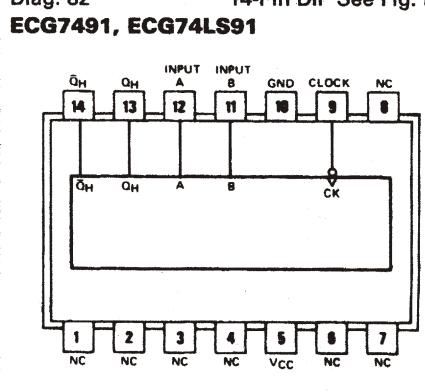 Diag. 82 14-Pin DIP See Fig.
ECG7491, ECG74LS91
Q̄H QH INPUT A INPUT B GND CLOCK NC
14 13 12 11 10 9 8
Q̄H QH A B CK
1 2 3 4 5 6 7
NC NC NC NC VCC NC NC